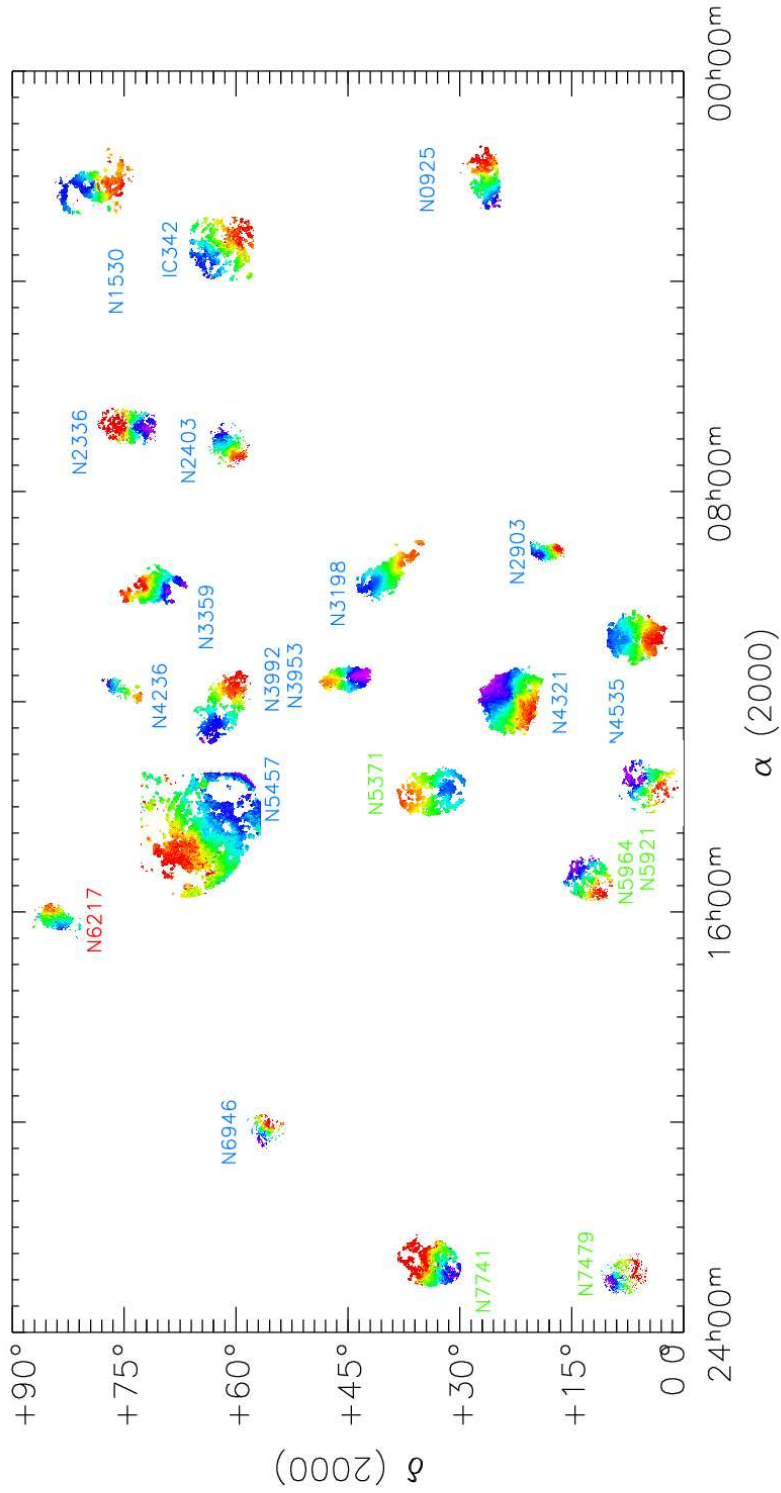 N6217
N5457
N4236
N3359
N2336
N2403
N1530
IC342
N6946
N3992
N3953
N3198
N0925
N7741
N5371
N4321
N2903
N7479
N5964
N5921
N4535
+90°
+75°
+60°
+45°
+30°
+15°
0 0°
δ (2000)
24ʰ00ᵐ
16ʰ00ᵐ
08ʰ00ᵐ
00ʰ00ᵐ
α (2000)